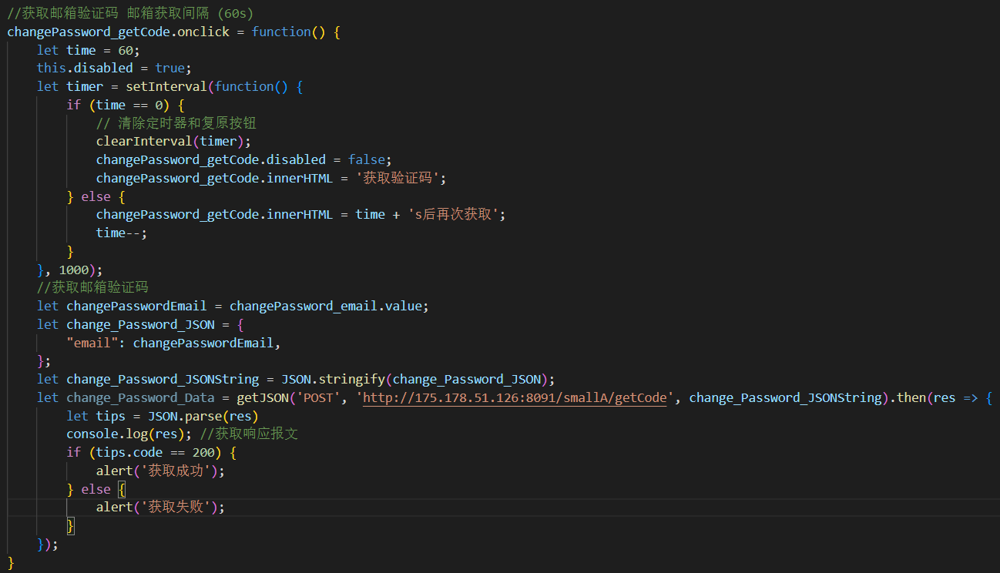 //获取邮箱验证码 邮箱获取间隔 (60s)
changePassword_getCode.onclick = function() {
    let time = 60;
    this.disabled = true;
    let timer = setInterval(function() {
        if (time == 0) {
            // 清除定时器和复原按钮
            clearInterval(timer);
            changePassword_getCode.disabled = false;
            changePassword_getCode.innerHTML = '获取验证码';
        } else {
            changePassword_getCode.innerHTML = time + 's后再次获取';
            time--;
        }
    }, 1000);
    //获取邮箱验证码
    let changePasswordEmail = changePassword_email.value;
    let change_Password_JSON = {
        "email": changePasswordEmail,
    };
    let change_Password_JSONString = JSON.stringify(change_Password_JSON);
    let change_Password_Data = getJSON('POST', 'http://175.178.51.126:8091/smallA/getCode', change_Password_JSONString).then(res => {
        let tips = JSON.parse(res)
        console.log(res); //获取响应报文
        if (tips.code == 200) {
            alert('获取成功');
        } else {
            alert('获取失败');
        }
    });
}